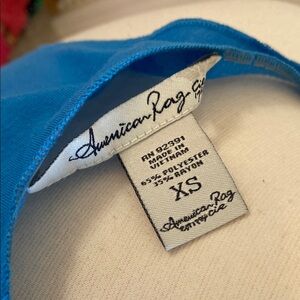 American Rag
Cie
RN 92391
MADE IN
VIETNAM
65% POLYESTER
35% RAYON
XS
American Rag
Cie